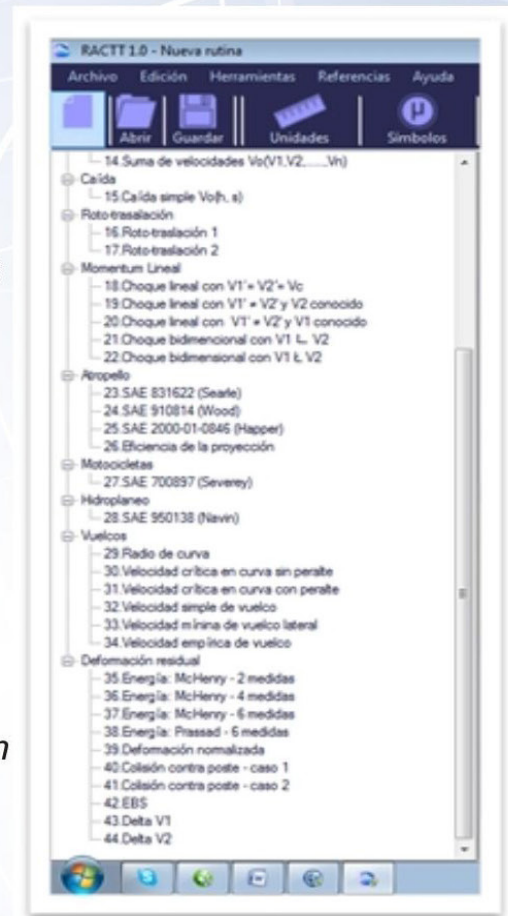 RACTT 1.0 - Nueva rutina
Archivo Edición Herramientas Referencias Ayuda
Abrir Guardar Unidades Símbolos
µ
14.Suma de velocidades Vo(V1,V2,.....,Vn)
Caída
15.Caída simple Vo(h, s)
Roto-trasalación
16.Roto-traslación 1
17.Roto-traslación 2
Momentum Lineal
18.Choque lineal con V1'= V2'= Vc
19.Choque lineal con V1' ≠ V2' y V2 conocido
20.Choque lineal con V1' ≠ V2' y V1 conocido
21.Choque bidimencional con V1 ∟ V2
22.Choque bidimensional con V1 Ł V2
Atropello
23.SAE 831622 (Searle)
24.SAE 910814 (Wood)
25.SAE 2000-01-0846 (Happer)
26.Eficiencia de la proyección
Motocicletas
27.SAE 700897 (Severey)
Hidroplaneo
28.SAE 950138 (Navin)
Vuelcos
29.Radio de curva
30.Velocidad crítica en curva sin peralte
31.Velocidad crítica en curva con peralte
32.Velocidad simple de vuelco
33.Velocidad mínina de vuelco lateral
34.Velocidad empírica de vuelco
Deformación residual
35.Energía: McHenry - 2 medidas
36.Energía: McHenry - 4 medidas
37.Energía: McHenry - 6 medidas
38.Energía: Prassad - 6 medidas
39.Deformación normalizada
40.Colisión contra poste - caso 1
41.Colisión contra poste - caso 2
42.EBS
43.Delta V1
44.Delta V2